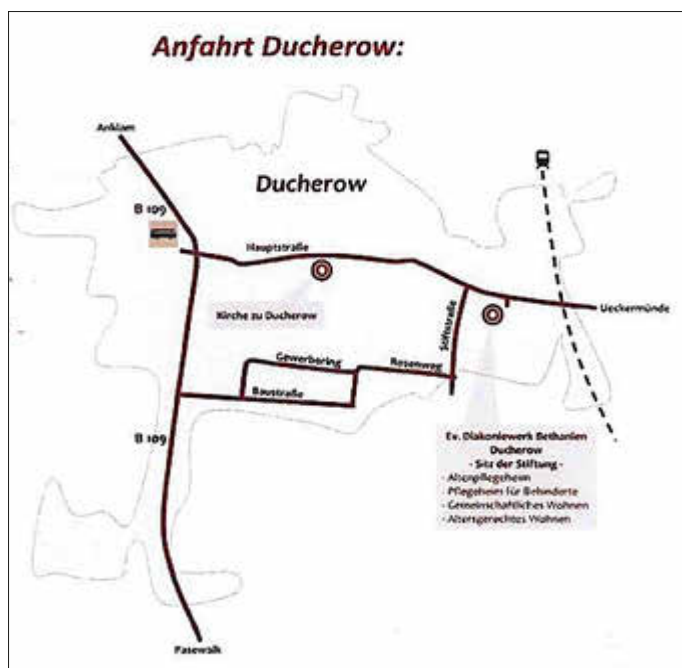 Anfahrt Ducherow:
Anklam
Ducherow
B 109
Hauptstraße
Ueckermünde
Kirche zu Ducherow
Stiftstraße
Gewerbering
Rosenweg
Baustraße
B 109
Ev. Diakoniewerk Bethanien
Ducherow
- Sitz der Stiftung -
- Altenpflegeheim
- Pflegeheim für Behinderte
- Gemeinschaftliches Wohnen
- Altersgerechtes Wohnen
Pasewalk